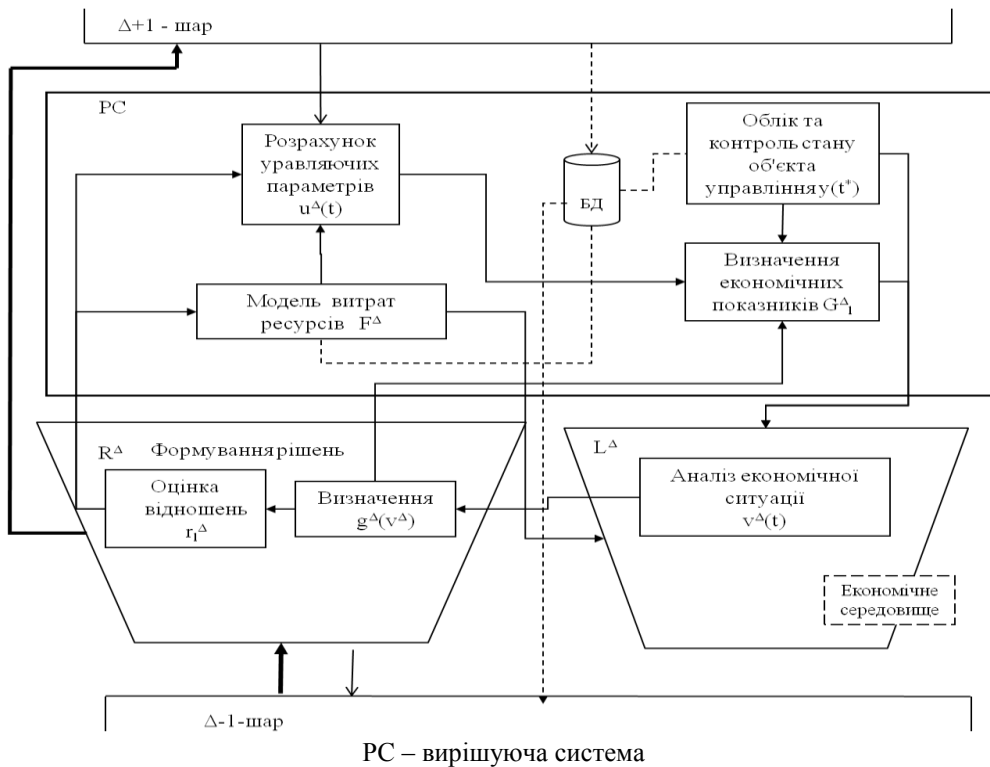 Δ+1 - шар
РС
Розрахунок
уравляючих
параметрів
u^Δ(t)
БД
Облік та
контроль стану
об'єкта
управлінняy(t*)
Визначення
економічних
показників G^Δ_I
Модель витрат
ресурсів F^Δ
R^Δ Формування рішень
Оцінка
відношень
r_I^Δ
Визначення
g^Δ(v^Δ)
L^Δ
Аналіз економічної
ситуації
v^Δ(t)
Економічне
середовище
Δ-1-шар
РС – вирішуюча система